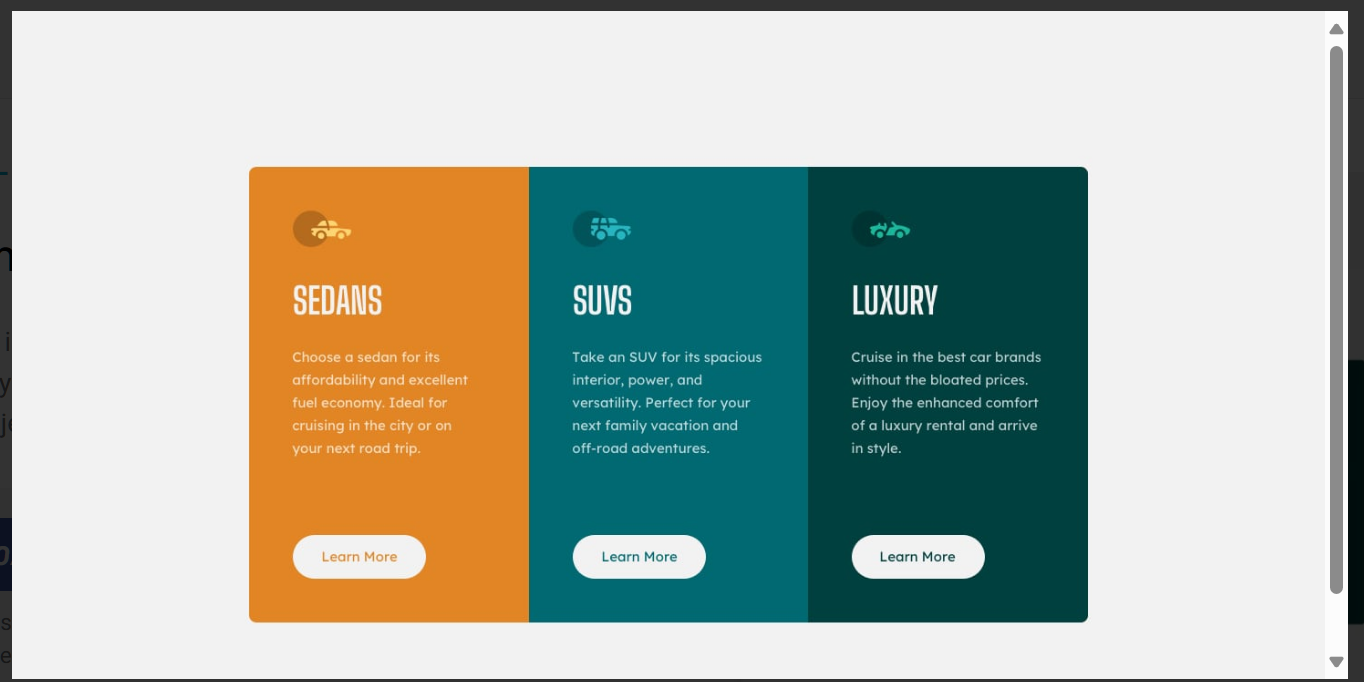 SEDANS
Choose a sedan for its
affordability and excellent
fuel economy. Ideal for
cruising in the city or on
your next road trip.
Learn More
SUVS
Take an SUV for its spacious
interior, power, and
versatility. Perfect for your
next family vacation and
off-road adventures.
Learn More
LUXURY
Cruise in the best car brands
without the bloated prices.
Enjoy the enhanced comfort
of a luxury rental and arrive
in style.
Learn More